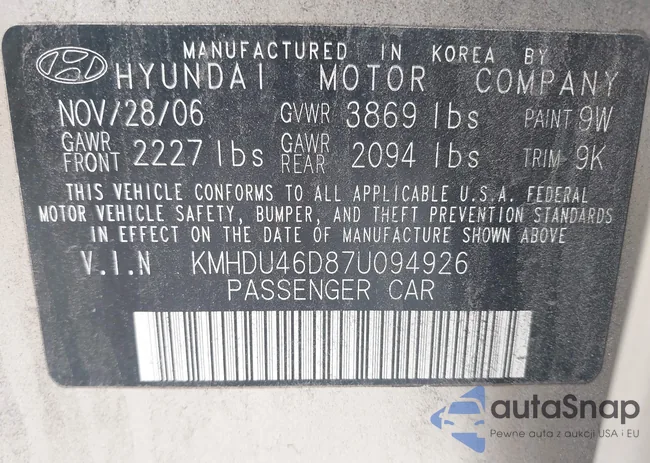 MANUFACTURED IN KOREA BY
HYUNDAI MOTOR COMPANY
NOV/28/06 GVWR 3869 lbs PAINT 9W
GAWR FRONT 2227 lbs GAWR REAR 2094 lbs TRIM 9K
THIS VEHICLE CONFORMS TO ALL APPLICABLE U.S.A. FEDERAL
MOTOR VEHICLE SAFETY, BUMPER, AND THEFT PREVENTION STANDARDS
IN EFFECT ON THE DATE OF MANUFACTURE SHOWN ABOVE
V.I.N KMHDU46D87U094926
PASSENGER CAR
autaSnap
Pewne auta z aukcji USA i EU